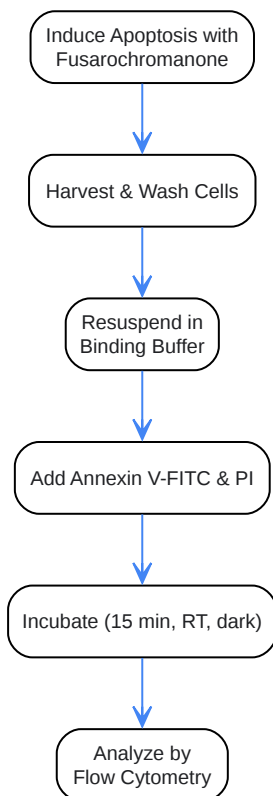 Induce Apoptosis with
Fusarochromanone
Harvest & Wash Cells
Resuspend in
Binding Buffer
Add Annexin V-FITC & PI
Incubate (15 min, RT, dark)
Analyze by
Flow Cytometry